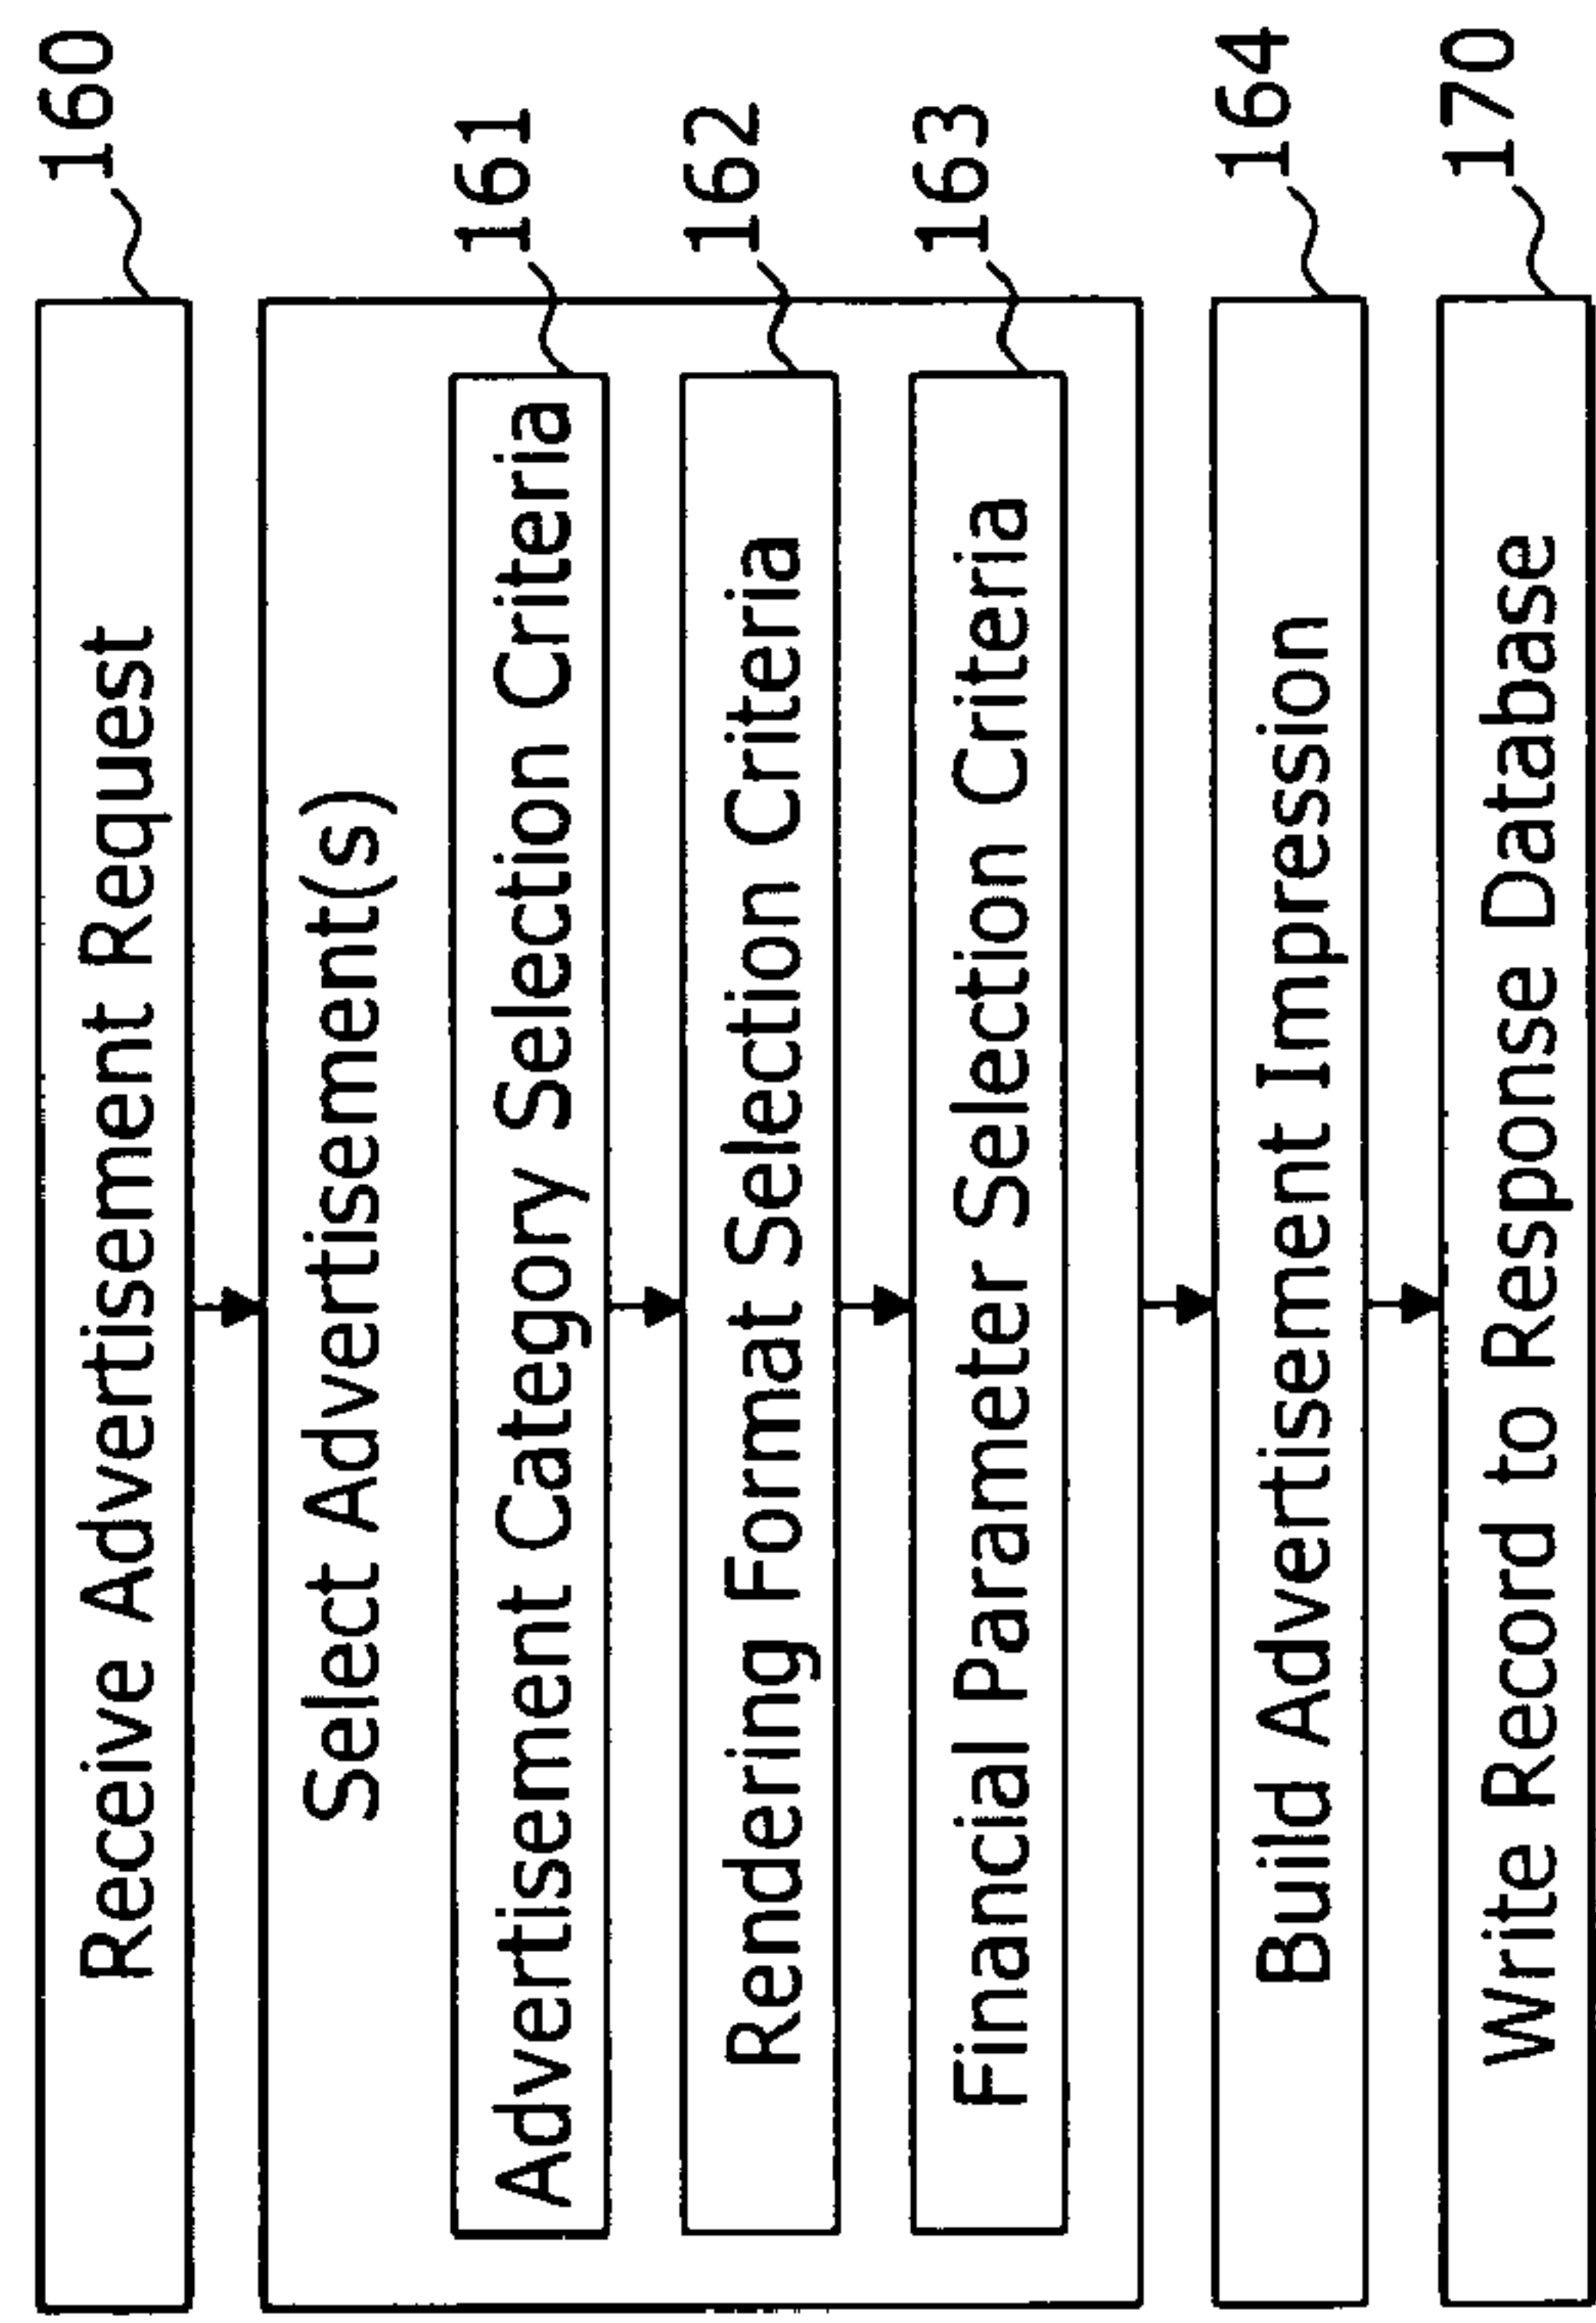 Receive Advertisement Request
160
Select Advertisement(s)
Advertisement Category Selection Criteria
161
Rendering Format Selection Criteria
162
Financial Parameter Selection Criteria
163
Build Advertisement Impression
164
Write Record to Response Database
170